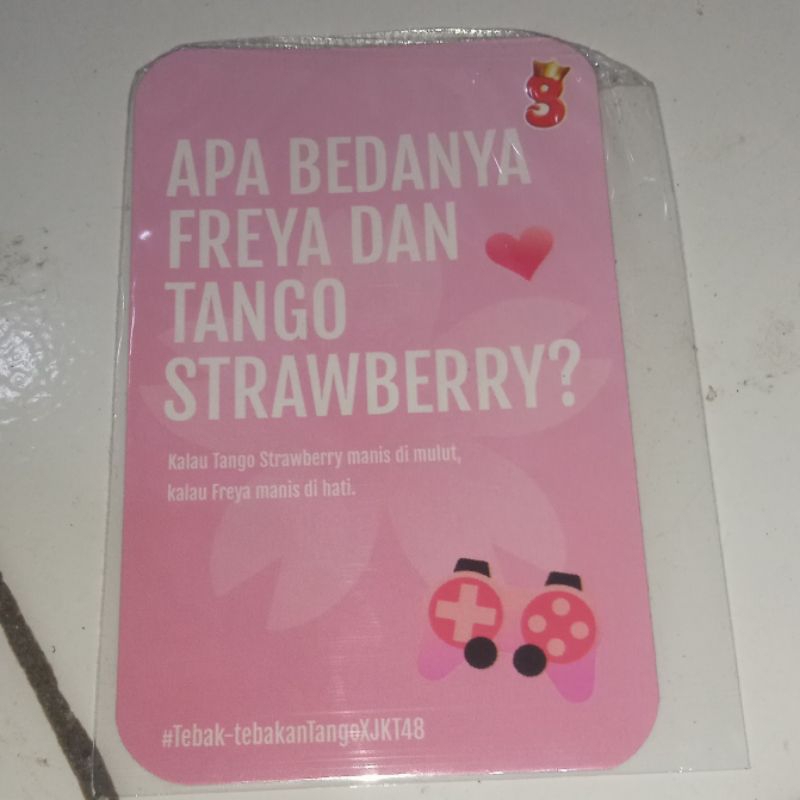 APA BEDANYA
FREYA DAN
TANGO
STRAWBERRY?
Kalau Tango Strawberry manis di mulut,
kalau Freya manis di hati.
#Tebak-tebakanTangoXJKT48